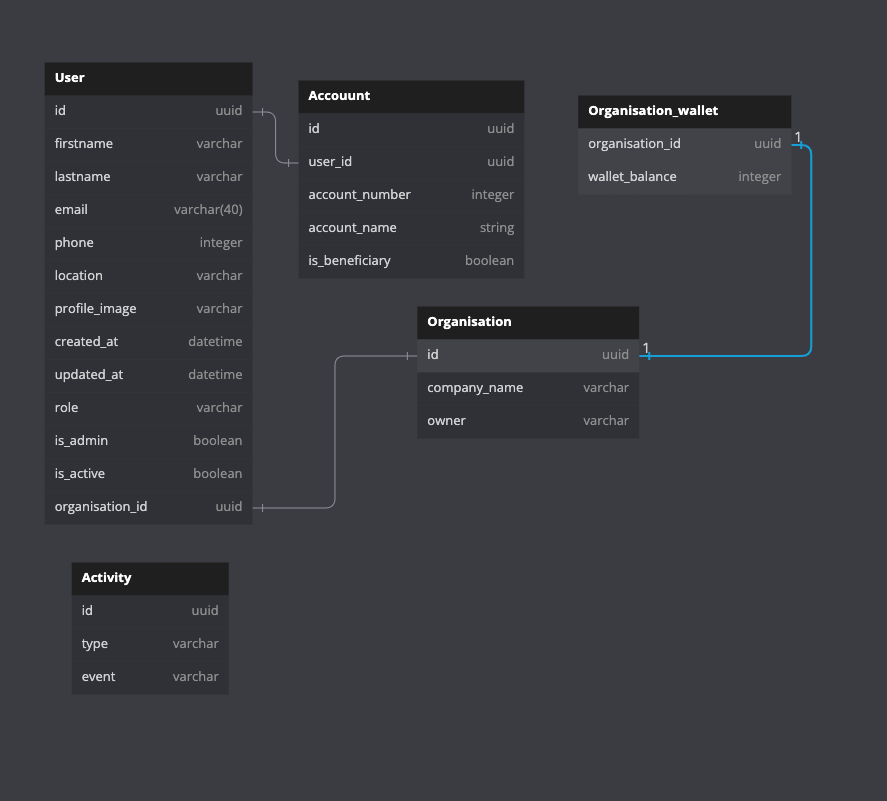 User
id uuid
firstname varchar
lastname varchar
email varchar(40)
phone integer
location varchar
profile_image varchar
created_at datetime
updated_at datetime
role varchar
is_admin boolean
is_active boolean
organisation_id uuid
Accouunt
id uuid
user_id uuid
account_number integer
account_name string
is_beneficiary boolean
Organisation_wallet
organisation_id uuid
wallet_balance integer
1
Organisation
id uuid
company_name varchar
owner varchar
1
Activity
id uuid
type varchar
event varchar